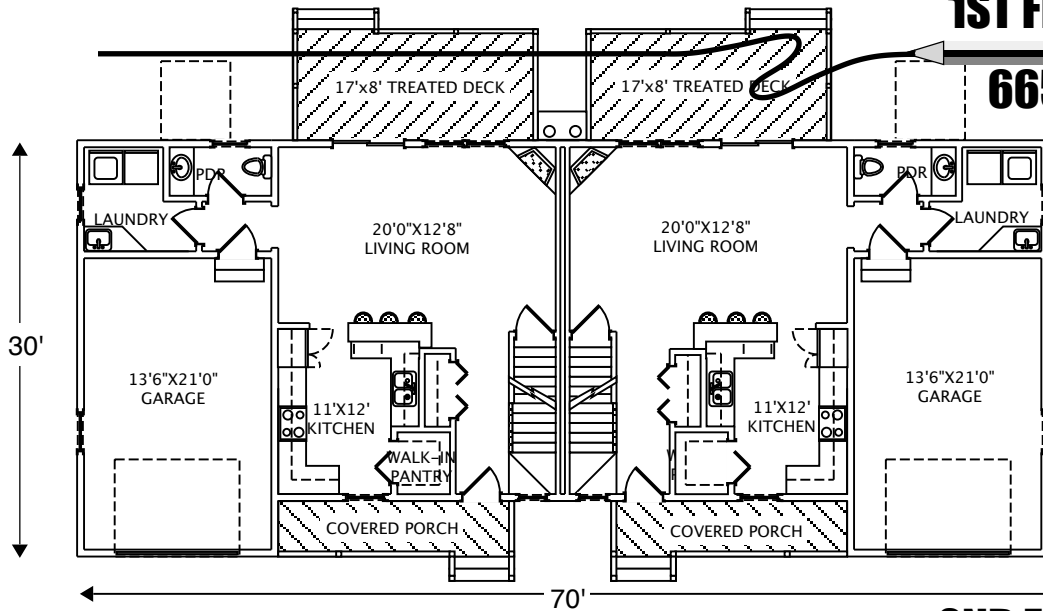 1ST F
665
17'x8' TREATED DECK
17'x8' TREATED DECK
PDR
PDR
LAUNDRY
LAUNDRY
20'0"X12'8"
LIVING ROOM
20'0"X12'8"
LIVING ROOM
30'
13'6"X21'0"
GARAGE
13'6"X21'0"
GARAGE
11'X12'
KITCHEN
11'X12'
KITCHEN
WALK-IN
PANTRY
COVERED PORCH
COVERED PORCH
70'